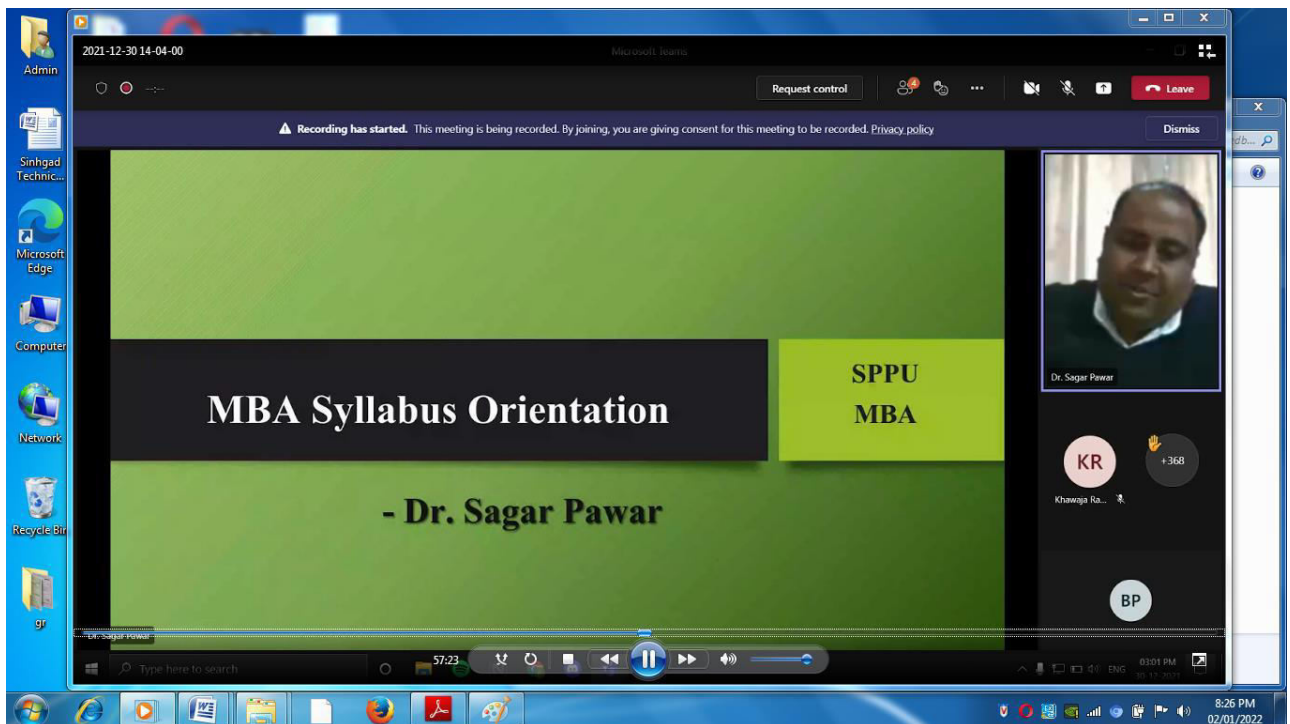 Admin
Sinhgad
Technic...
Microsoft
Edge
Computer
Network
Recycle Bin
gr
2021-12-30 14-04-00
Microsoft Teams
--:--
Request control
4
Leave
Recording has started. This meeting is being recorded. By joining, you are giving consent for this meeting to be recorded. Privacy policy
Dismiss
MBA Syllabus Orientation
SPPU
MBA
- Dr. Sagar Pawar
Dr. Sagar Pawar
KR
Khawaja Ra...
+368
BP
Dr. Sagar Pawar
Type here to search
57:23
ENG
03:01 PM
30-12-2021
8:26 PM
02/01/2022